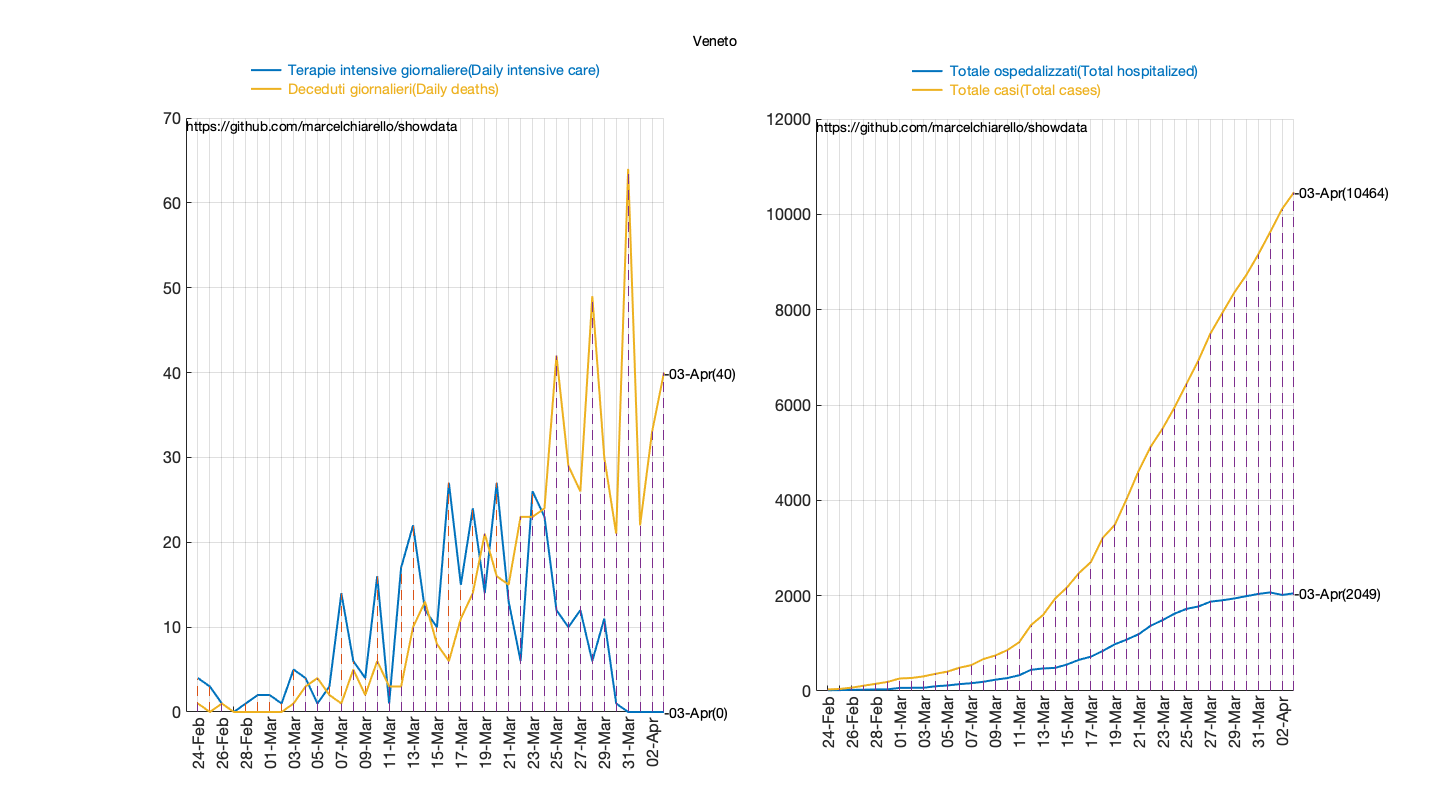 Veneto
Terapie intensive giornaliere(Daily intensive care)
Deceduti giornalieri(Daily deaths)
70
60
50
40
30
20
10
0
https://github.com/marcelchiarello/showdata
-03-Apr(40)
-03-Apr(0)
24-Feb
26-Feb
28-Feb
01-Mar
03-Mar
05-Mar
07-Mar
09-Mar
11-Mar
13-Mar
15-Mar
17-Mar
19-Mar
21-Mar
23-Mar
25-Mar
27-Mar
29-Mar
31-Mar
02-Apr
Totale ospedalizzati(Total hospitalized)
Totale casi(Total cases)
12000
10000
8000
6000
4000
2000
0
https://github.com/marcelchiarello/showdata
-03-Apr(10464)
-03-Apr(2049)
24-Feb
26-Feb
28-Feb
01-Mar
03-Mar
05-Mar
07-Mar
09-Mar
11-Mar
13-Mar
15-Mar
17-Mar
19-Mar
21-Mar
23-Mar
25-Mar
27-Mar
29-Mar
31-Mar
02-Apr